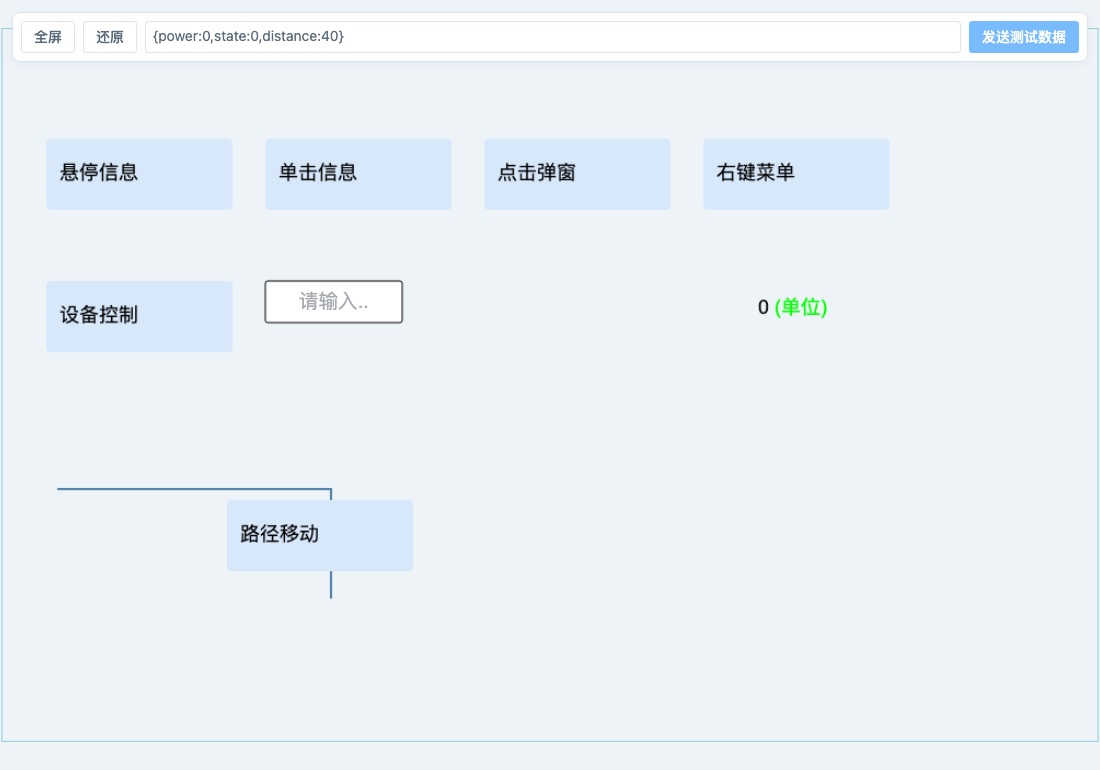 全屏 还原 {power:0,state:0,distance:40} 发送测试数据
悬停信息 单击信息 点击弹窗 右键菜单
设备控制 请输入.. 0 (单位)
路径移动